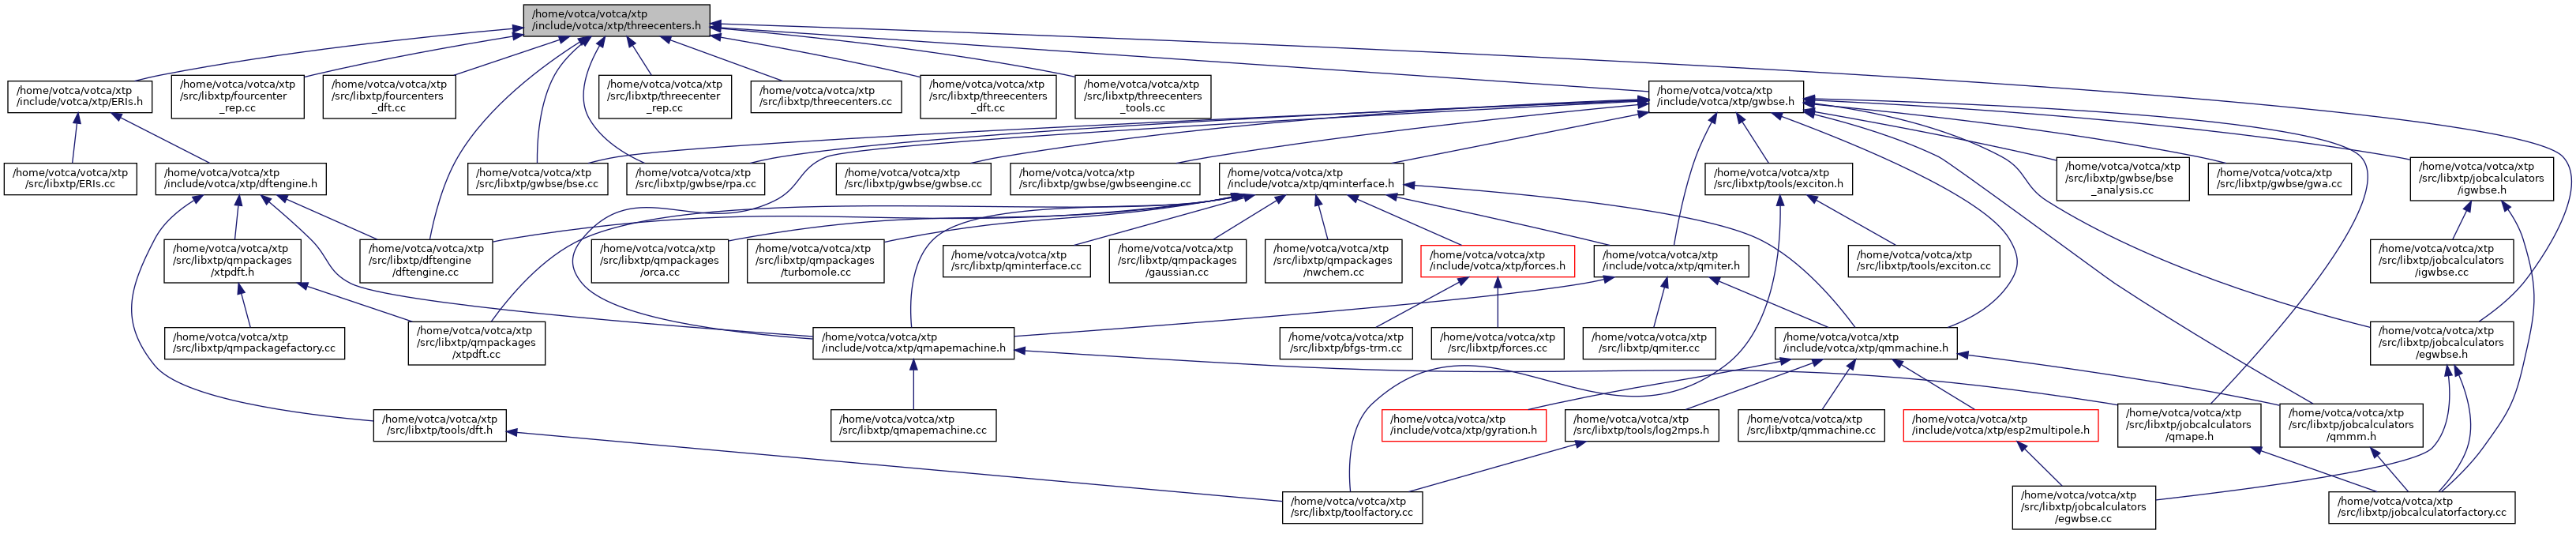 /home/votca/votca/xtp
/include/votca/xtp/threecenters.h
/home/votca/votca/xtp
/include/votca/xtp/ERIs.h
/home/votca/votca/xtp
/src/libxtp/fourcenter
_rep.cc
/home/votca/votca/xtp
/src/libxtp/fourcenters
_dft.cc
/home/votca/votca/xtp
/src/libxtp/threecenter
_rep.cc
/home/votca/votca/xtp
/src/libxtp/threecenters.cc
/home/votca/votca/xtp
/src/libxtp/threecenters
_dft.cc
/home/votca/votca/xtp
/src/libxtp/threecenters
_tools.cc
/home/votca/votca/xtp
/include/votca/xtp/gwbse.h
/home/votca/votca/xtp
/src/libxtp/ERIs.cc
/home/votca/votca/xtp
/include/votca/xtp/dftengine.h
/home/votca/votca/xtp
/src/libxtp/gwbse/bse.cc
/home/votca/votca/xtp
/src/libxtp/gwbse/rpa.cc
/home/votca/votca/xtp
/src/libxtp/gwbse/gwbse.cc
/home/votca/votca/xtp
/src/libxtp/gwbse/gwbseengine.cc
/home/votca/votca/xtp
/include/votca/xtp/qminterface.h
/home/votca/votca/xtp
/src/libxtp/tools/exciton.h
/home/votca/votca/xtp
/src/libxtp/gwbse/bse
_analysis.cc
/home/votca/votca/xtp
/src/libxtp/gwbse/gwa.cc
/home/votca/votca/xtp
/src/libxtp/jobcalculators
/igwbse.h
/home/votca/votca/xtp
/src/libxtp/qmpackages
/xtpdft.h
/home/votca/votca/xtp
/src/libxtp/dftengine
/dftengine.cc
/home/votca/votca/xtp
/src/libxtp/qmpackages
/orca.cc
/home/votca/votca/xtp
/src/libxtp/qmpackages
/turbomole.cc
/home/votca/votca/xtp
/src/libxtp/qminterface.cc
/home/votca/votca/xtp
/src/libxtp/qmpackages
/gaussian.cc
/home/votca/votca/xtp
/src/libxtp/qmpackages
/nwchem.cc
/home/votca/votca/xtp
/include/votca/xtp/forces.h
/home/votca/votca/xtp
/include/votca/xtp/qmiter.h
/home/votca/votca/xtp
/src/libxtp/tools/exciton.cc
/home/votca/votca/xtp
/src/libxtp/jobcalculators
/igwbse.cc
/home/votca/votca/xtp
/src/libxtp/qmpackagefactory.cc
/home/votca/votca/xtp
/src/libxtp/qmpackages
/xtpdft.cc
/home/votca/votca/xtp
/include/votca/xtp/qmapemachine.h
/home/votca/votca/xtp
/src/libxtp/bfgs-trm.cc
/home/votca/votca/xtp
/src/libxtp/forces.cc
/home/votca/votca/xtp
/src/libxtp/qmiter.cc
/home/votca/votca/xtp
/include/votca/xtp/qmmachine.h
/home/votca/votca/xtp
/src/libxtp/jobcalculators
/egwbse.h
/home/votca/votca/xtp
/src/libxtp/tools/dft.h
/home/votca/votca/xtp
/src/libxtp/qmapemachine.cc
/home/votca/votca/xtp
/include/votca/xtp/gyration.h
/home/votca/votca/xtp
/src/libxtp/tools/log2mps.h
/home/votca/votca/xtp
/src/libxtp/qmmachine.cc
/home/votca/votca/xtp
/include/votca/xtp/esp2multipole.h
/home/votca/votca/xtp
/src/libxtp/jobcalculators
/qmape.h
/home/votca/votca/xtp
/src/libxtp/jobcalculators
/qmmm.h
/home/votca/votca/xtp
/src/libxtp/toolfactory.cc
/home/votca/votca/xtp
/src/libxtp/jobcalculators
/egwbse.cc
/home/votca/votca/xtp
/src/libxtp/jobcalculatorfactory.cc